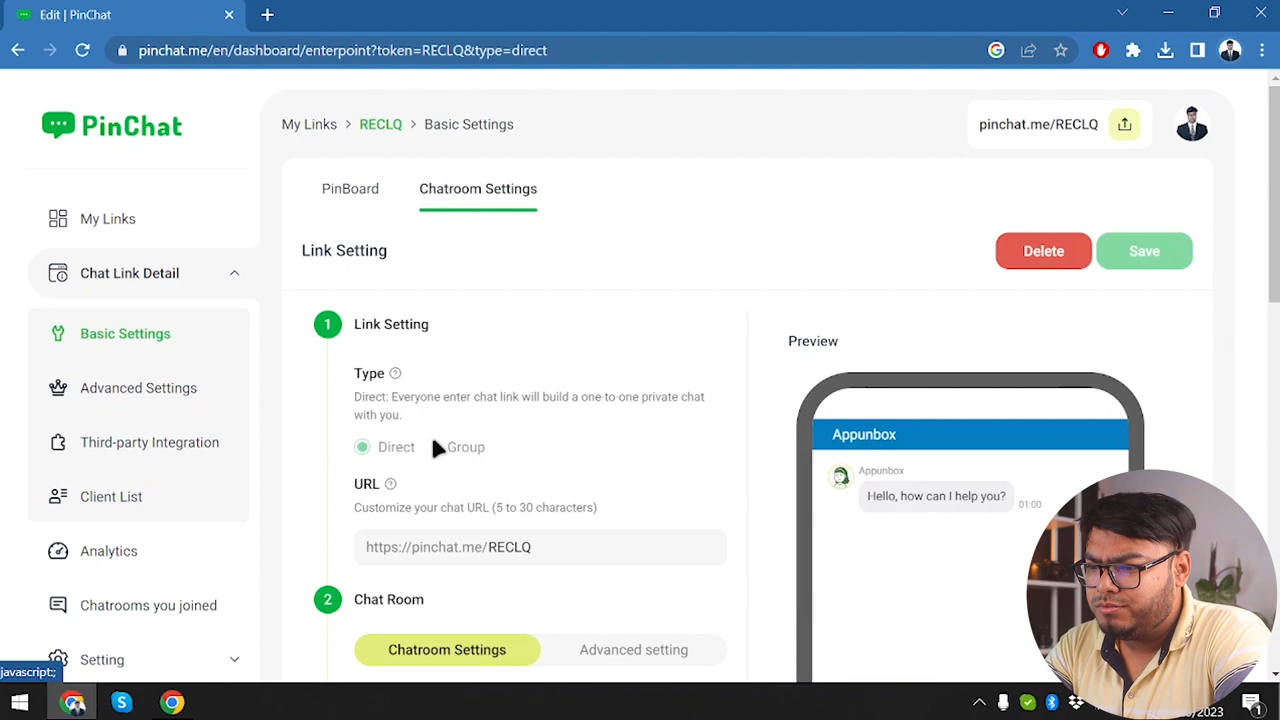 Edit | PinChat
pinchat.me/en/dashboard/enterpoint?token=RECLQ&type=direct
PinChat
My Links > RECLQ > Basic Settings
pinchat.me/RECLQ
PinBoard
Chatroom Settings
My Links
Link Setting
Delete
Save
Chat Link Detail
1 Link Setting
Basic Settings
Preview
Type
Advanced Settings
Direct: Everyone enter chat link will build a one-to-one private chat
with you.
Third-party Integration
Direct
Group
Appunbox
Appunbox
URL
Client List
Hello, how can I help you?
01:00
Customize your chat URL (5 to 30 characters)
Analytics
https://pinchat.me/RECLQ
Chatrooms you joined
2 Chat Room
Setting
Chatroom Settings
Advanced setting
javascript:;